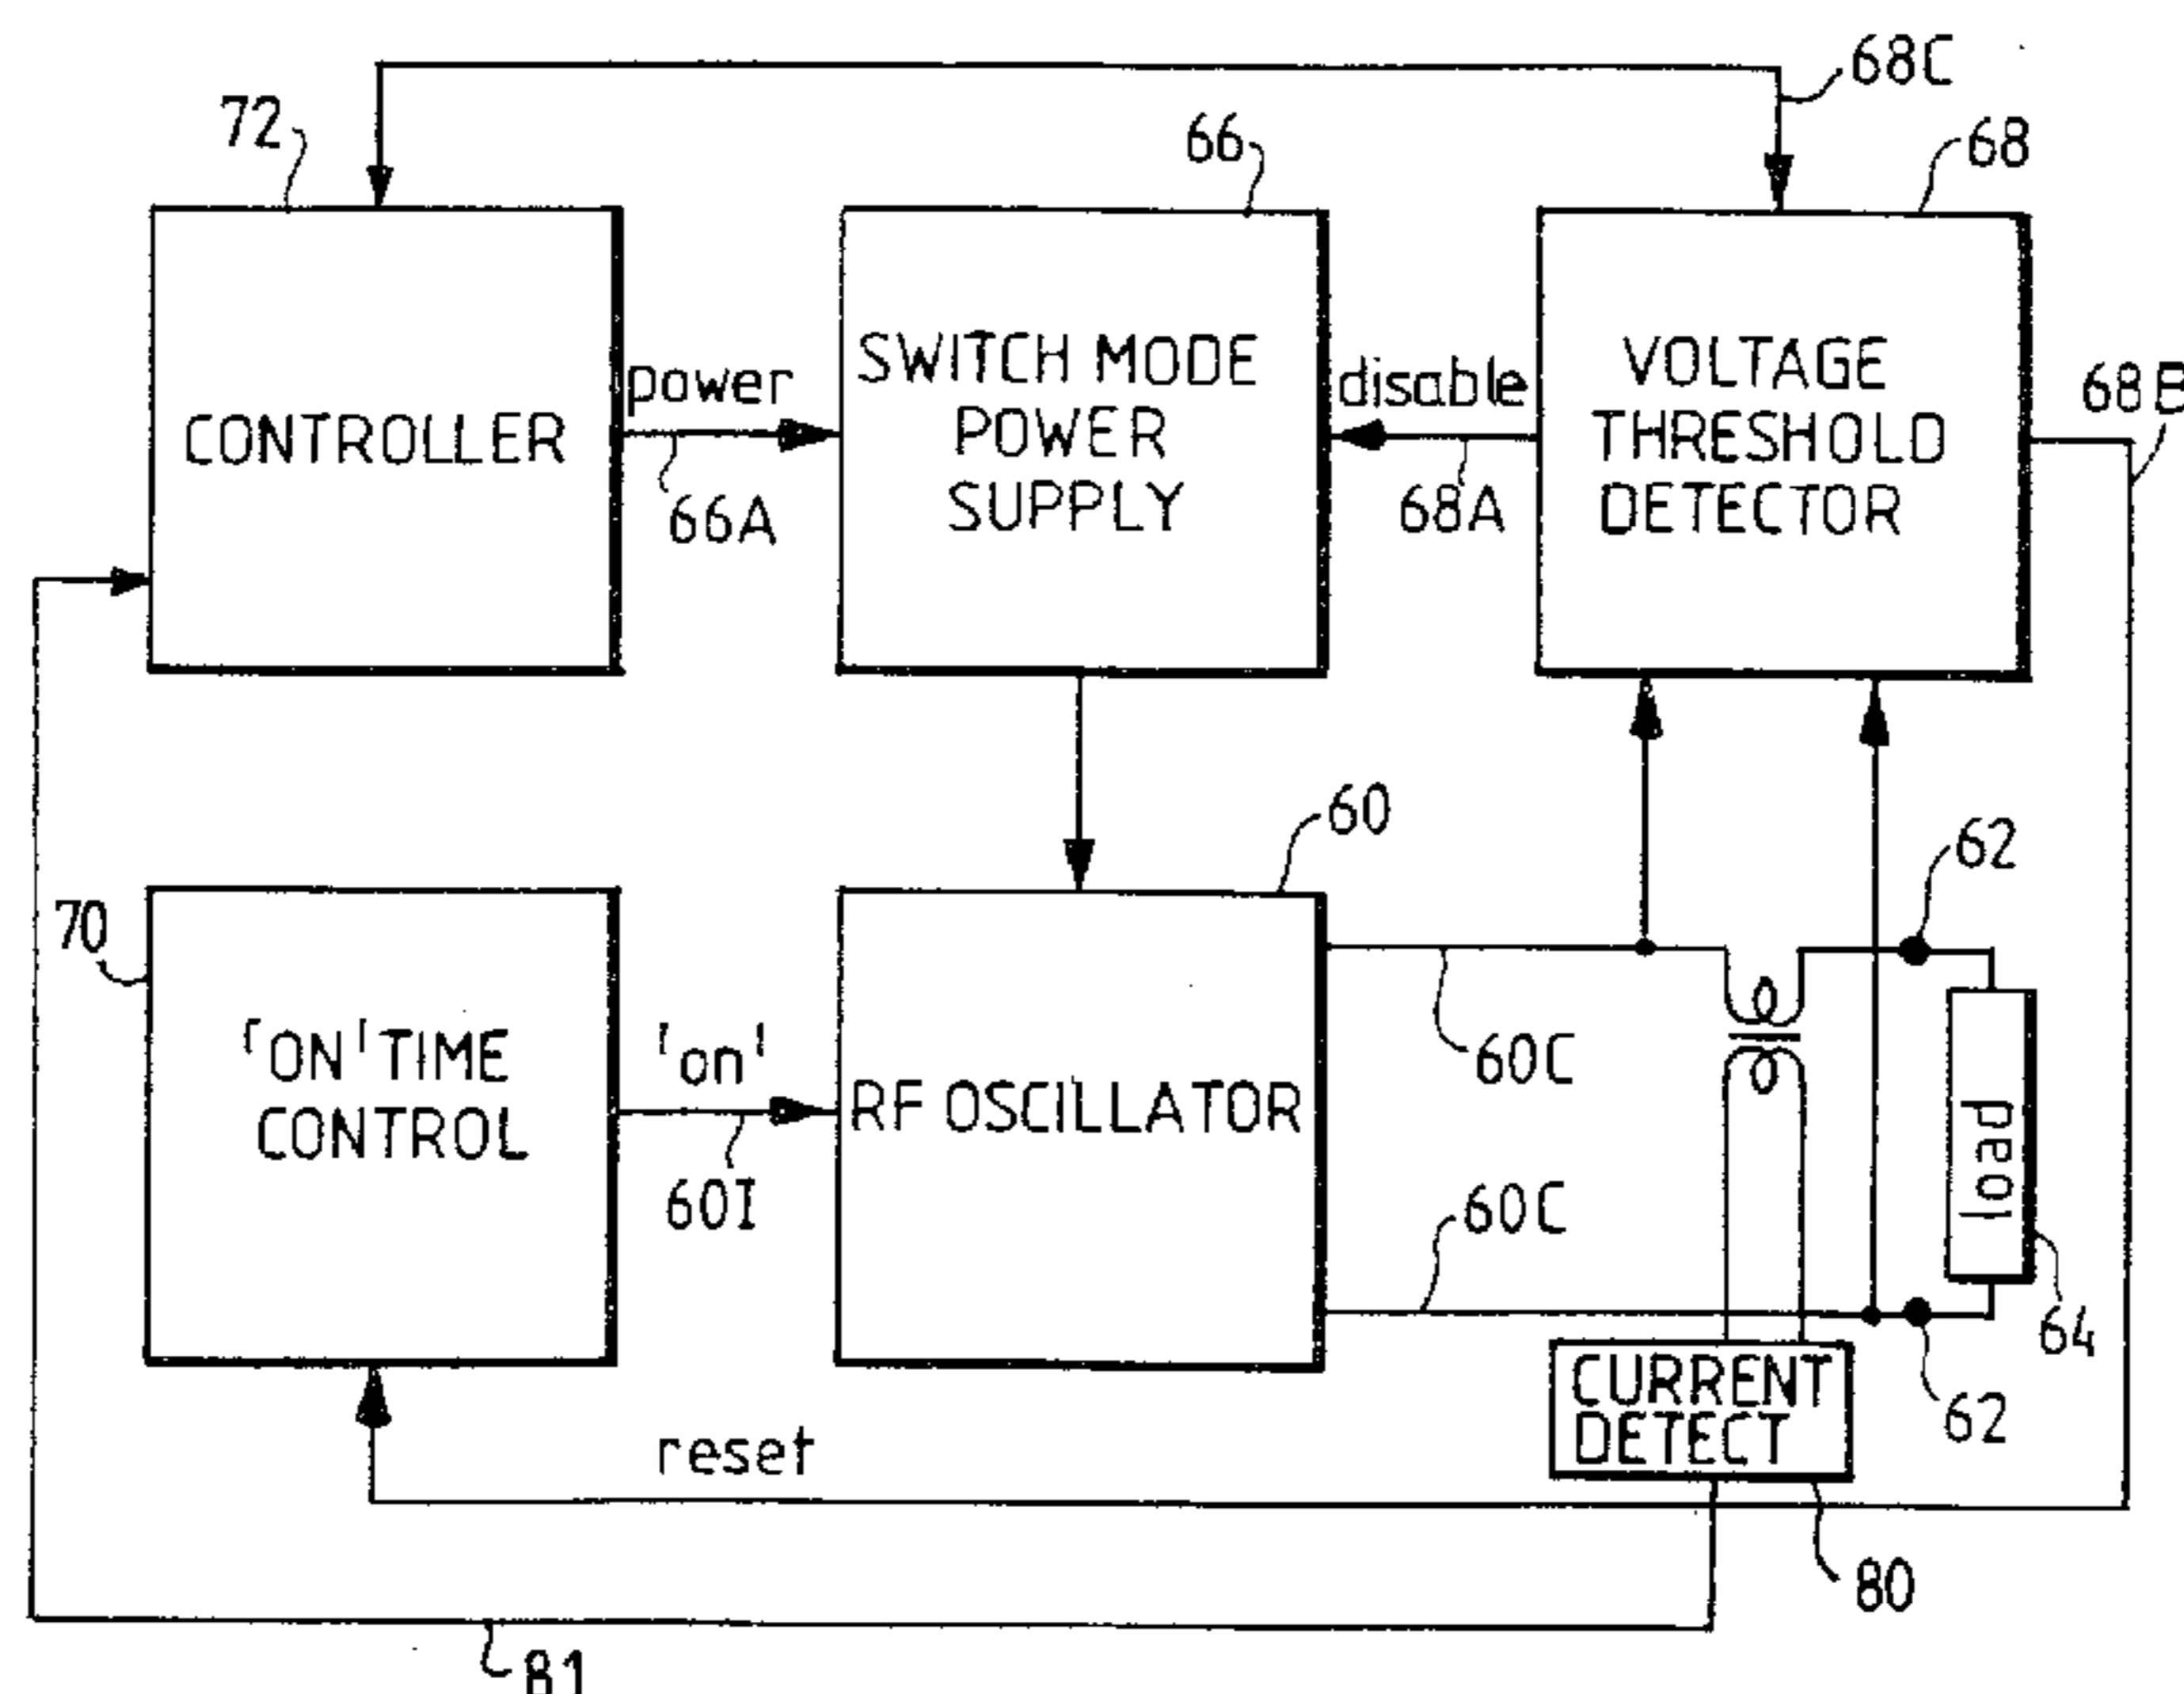 68C
72
66
68
CONTROLLER
power
66A
SWITCH MODE
POWER
SUPPLY
disable
68A
VOLTAGE
THRESHOLD
DETECTOR
68B
60
62
70
'ON' TIME
CONTROL
'on'
60I
RF OSCILLATOR
60C
60C
load
64
62
CURRENT
DETECT
reset
80
81